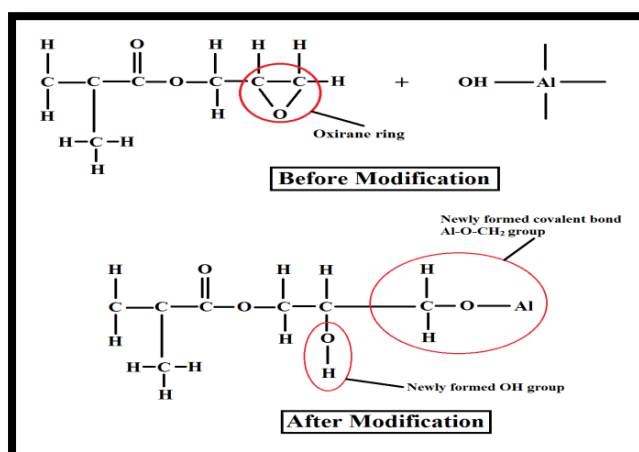 H O H H H
C C C O C C C H
H H O + OH Al
H C H Oxirane ring
H
Before Modification
Newly formed covalent bond
Al-O-CH₂ group
H O H H H
C C C O C C C O Al
H H O H
H C H H
H Newly formed OH group
After Modification